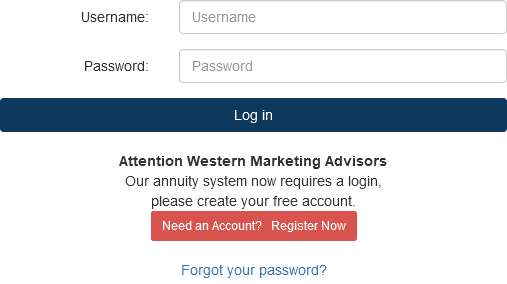 Username: Username
Password: Password
Log in
Attention Western Marketing Advisors
Our annuity system now requires a login,
please create your free account.
Need an Account? Register Now
Forgot your password?